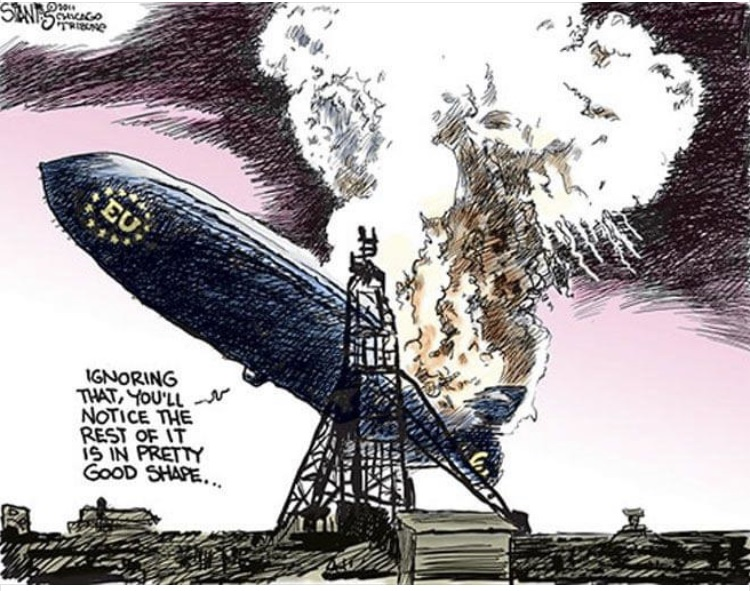 STANTIS ©2011
CHICAGO
TRIBUNE
EU
IGNORING
THAT, YOU'LL
NOTICE THE
REST OF IT
IS IN PRETTY
GOOD SHAPE...